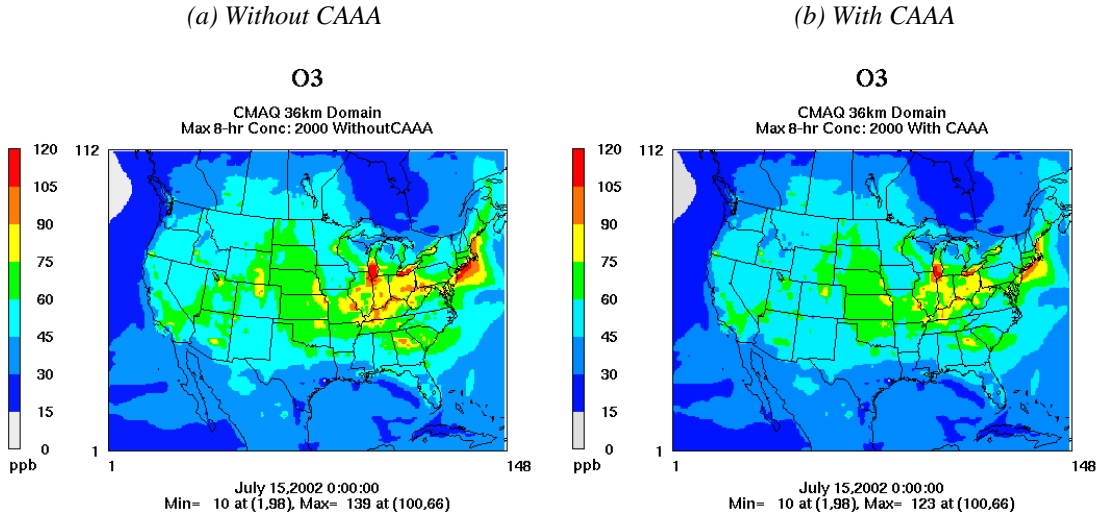 (a) Without CAAA
(b) With CAAA
O3
CMAQ 36km Domain
Max 8-hr Conc: 2000 WithoutCAAA
120
105
90
75
60
45
30
15
0
ppb
112
1
1
148
July 15,2002 0:00:00
Min= 10 at (1,98), Max= 139 at (100,66)
O3
CMAQ 36km Domain
Max 8-hr Conc: 2000 With CAAA
120
105
90
75
60
45
30
15
0
ppb
112
1
1
148
July 15,2002 0:00:00
Min= 10 at (1,98), Max= 123 at (100,66)